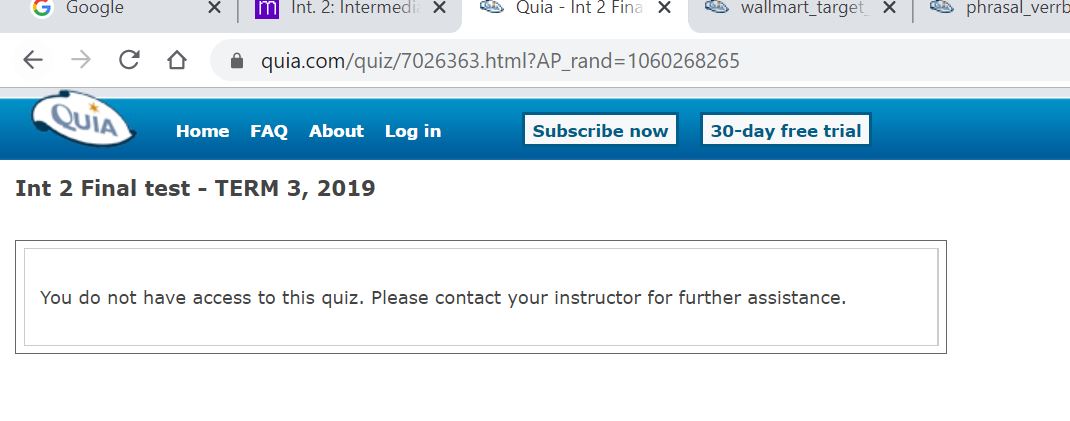 Google
Int. 2: Intermedi
Quia - Int 2 Fina
wallmart_target_
phrasal_verrb
quia.com/quiz/7026363.html?AP_rand=1060268265
QUIA
Home FAQ About Log in Subscribe now 30-day free trial
Int 2 Final test - TERM 3, 2019
You do not have access to this quiz. Please contact your instructor for further assistance.